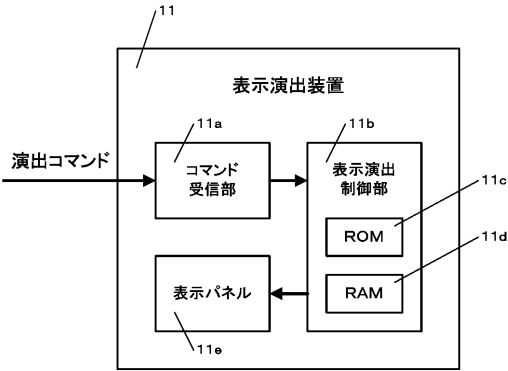 11
表示演出装置
11a
11b
演出コマンド
コマンド
受信部
表示演出
制御部
11c
ROM
11d
RAM
表示パネル
11e